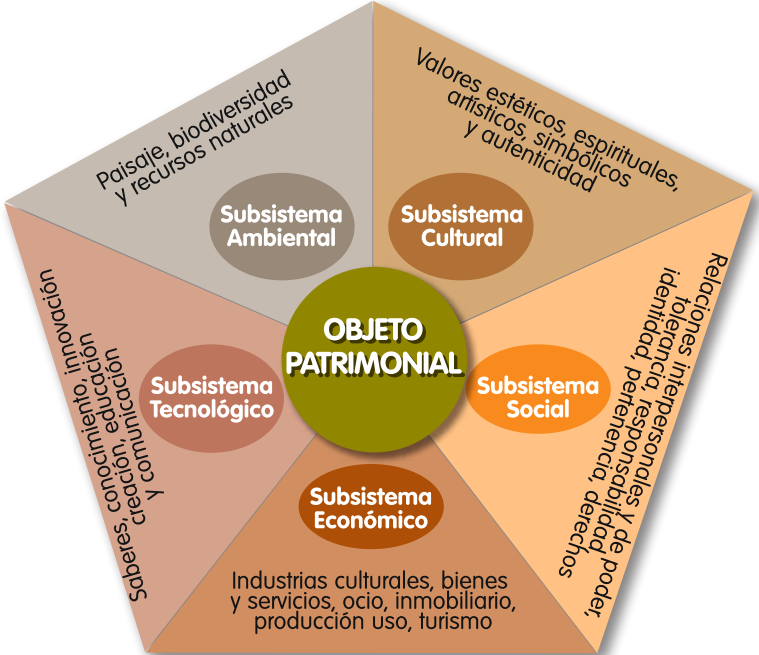 Paisaje, biodiversidad
y recursos naturales
Subsistema
Ambiental
Valores estéticos, espirituales,
artísticos, simbólicos
y autenticidad
Subsistema
Cultural
Relaciones interpersonales y de poder,
tolerancia, responsabilidad,
identidad, pertenencia, derechos
Subsistema
Social
Industrias culturales, bienes
y servicios, ocio, inmobiliario,
producción uso, turismo
Subsistema
Económico
Saberes, conocimiento, innovación
creación, educación
y comunicación
Subsistema
Tecnológico
OBJETO
PATRIMONIAL